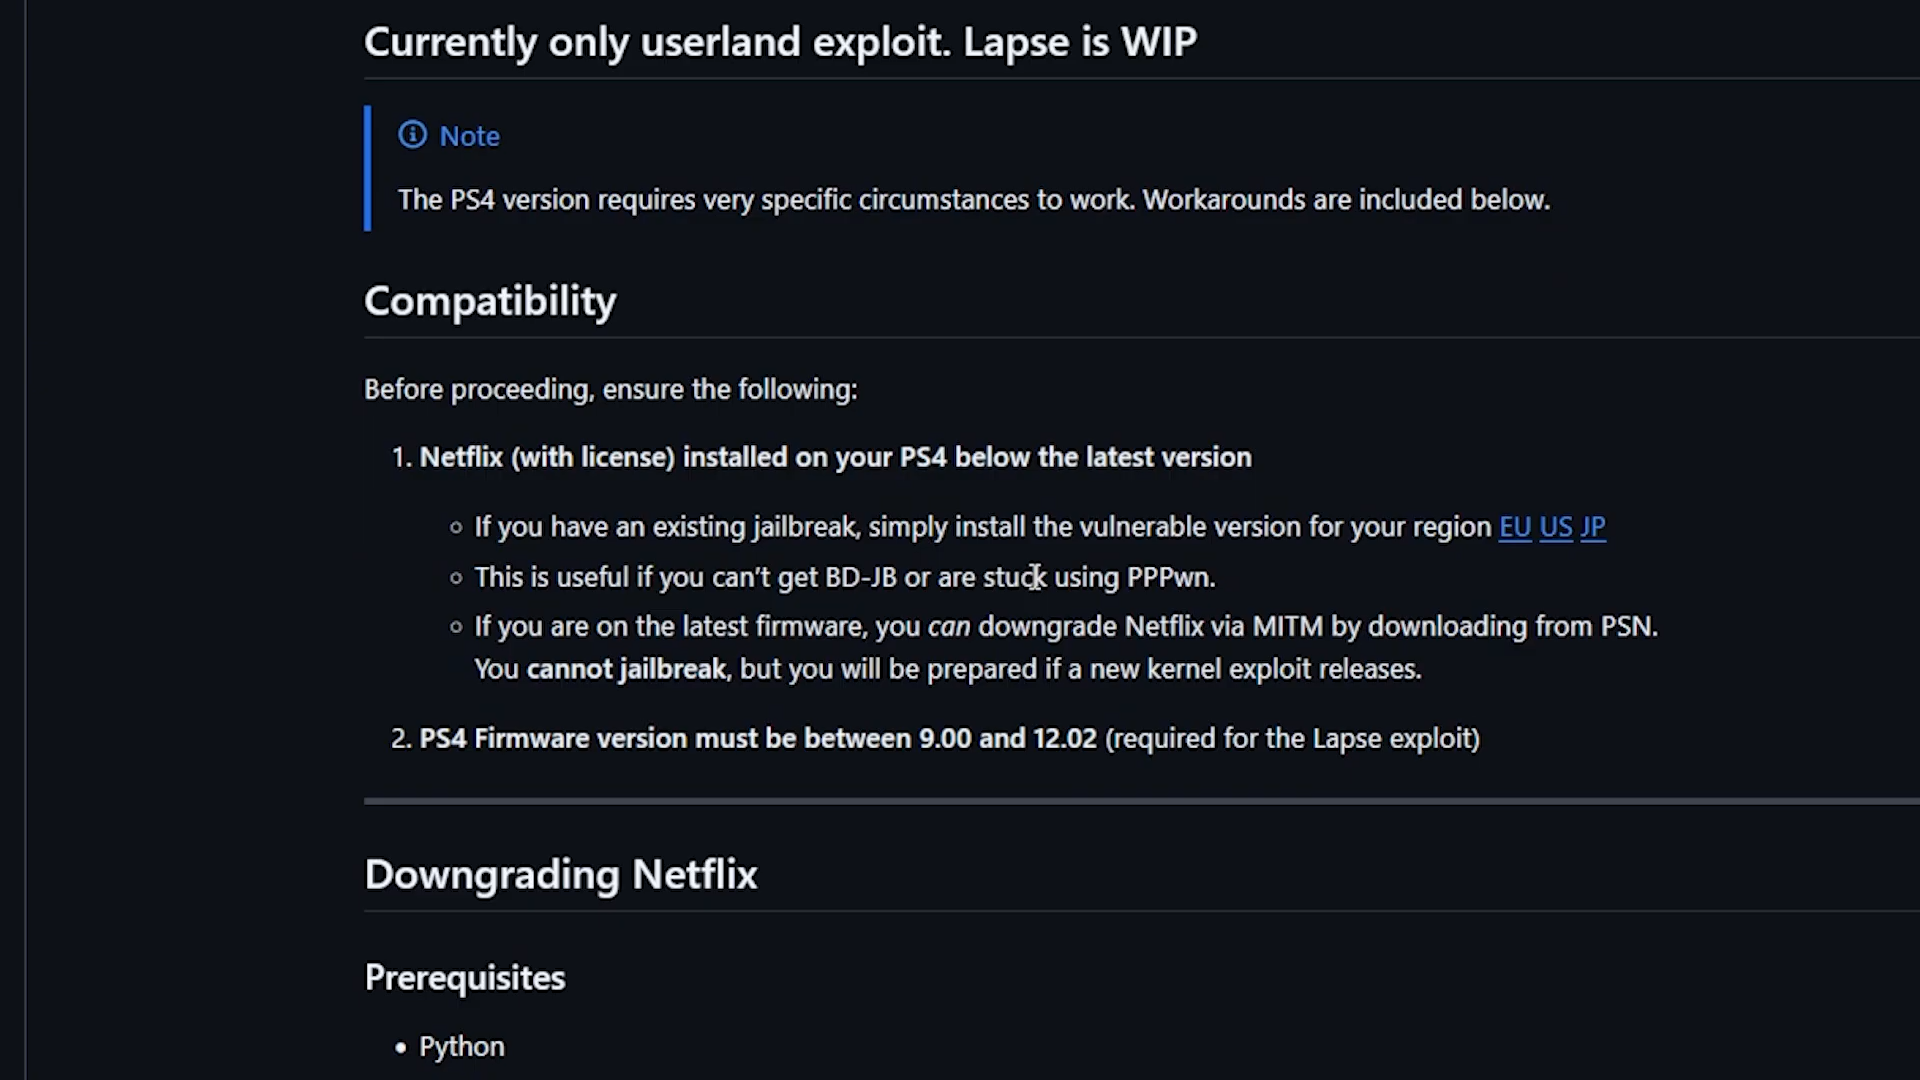 Currently only userland exploit. Lapse is WIP
Note
The PS4 version requires very specific circumstances to work. Workarounds are included below.
Compatibility
Before proceeding, ensure the following:
1. Netflix (with license) installed on your PS4 below the latest version
If you have an existing jailbreak, simply install the vulnerable version for your region EU US JP
This is useful if you can't get BD-JB or are stuck using PPPwn.
If you are on the latest firmware, you can downgrade Netflix via MITM by downloading from PSN.
You cannot jailbreak, but you will be prepared if a new kernel exploit releases.
2. PS4 Firmware version must be between 9.00 and 12.02 (required for the Lapse exploit)
Downgrading Netflix
Prerequisites
Python